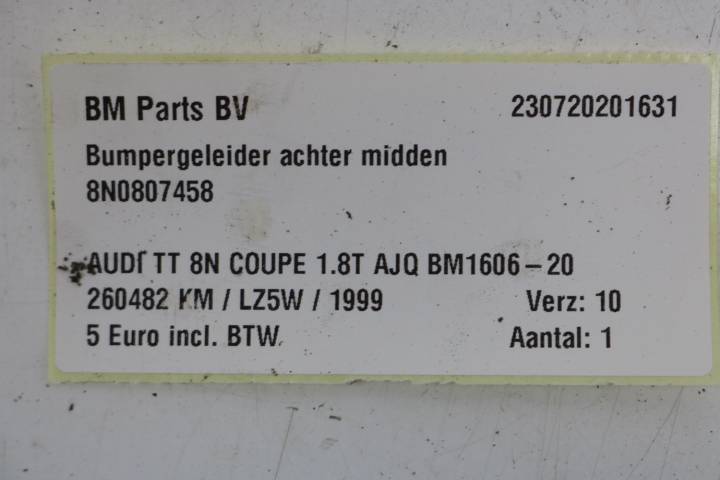 BM Parts BV 230720201631
Bumpergeleider achter midden
8N0807458
AUDI TT 8N COUPE 1.8T AJQ BM1606-20
260482 KM / LZ5W / 1999 Verz: 10
5 Euro incl. BTW Aantal: 1